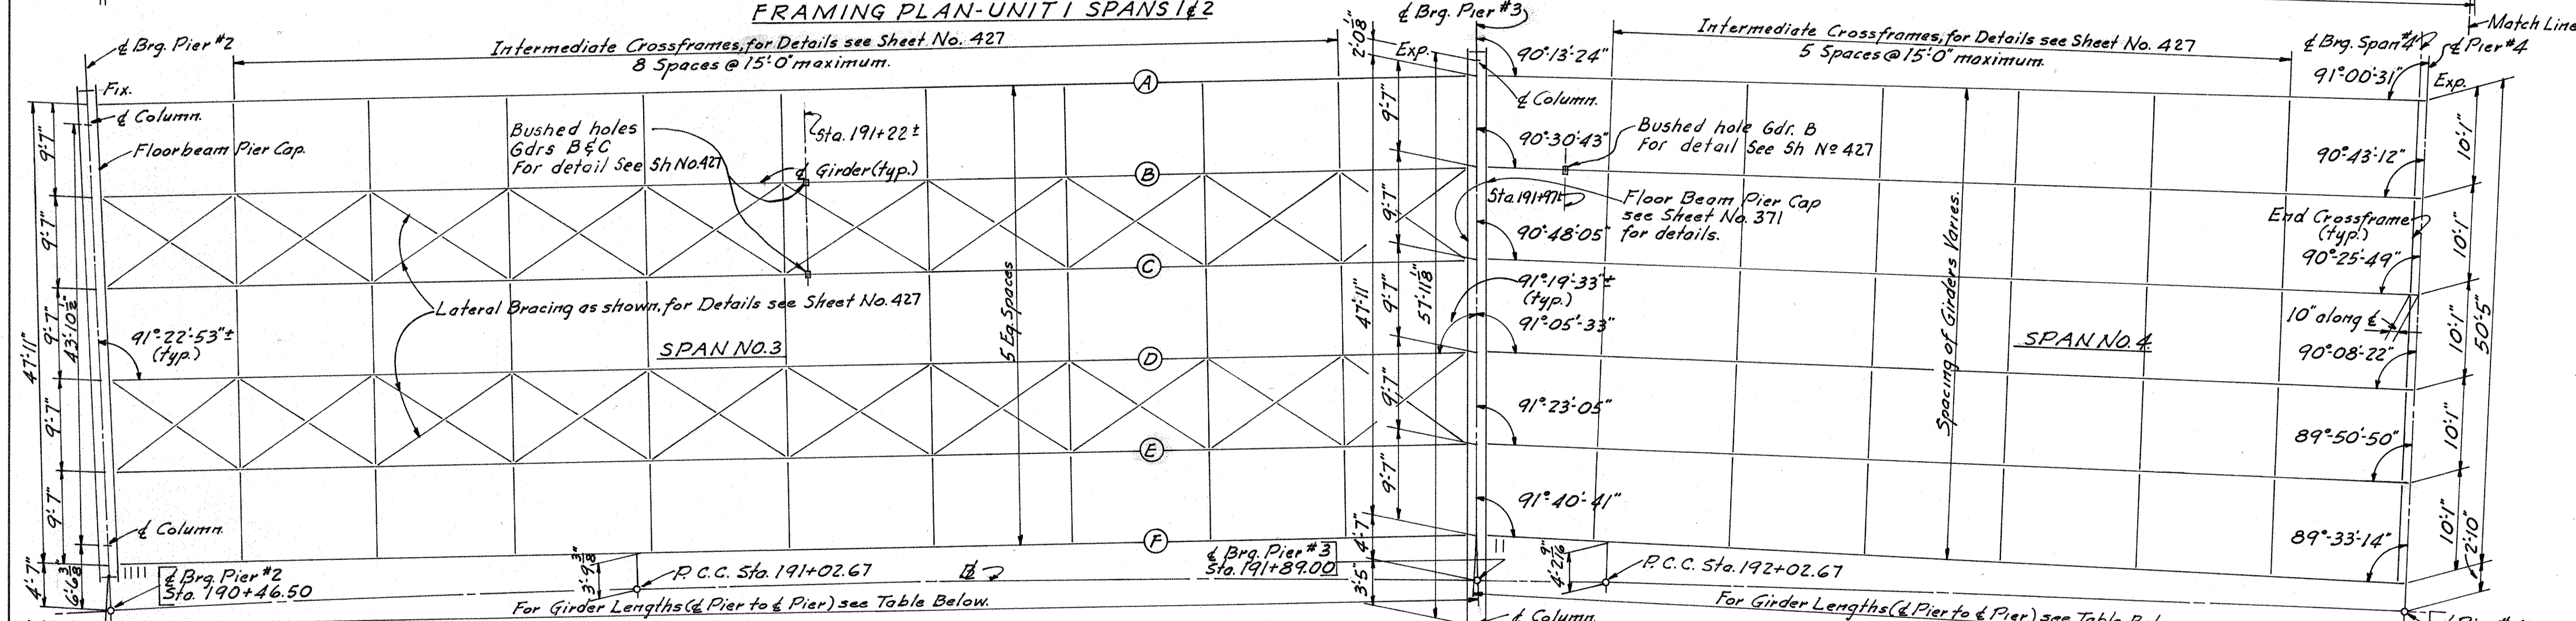 FRAMING PLAN-UNIT 1 SPANS 1&2
℄ Brg. Pier #2
Intermediate Crossframes, for Details see Sheet No. 427
8 Spaces @ 15'-0" maximum.
℄ Brg. Pier #3
Intermediate Crossframes, for Details see Sheet No. 427
5 Spaces @ 15'-0" maximum.
Match Line
℄ Brg. Span #4
℄ Pier #4
Fix.
℄ Column.
Floorbeam Pier Cap.
Bushed holes
Gdrs B&C
For detail See Sh No.427
Sta. 191+22±
℄ Girder (typ.)
A
B
C
D
E
F
2'-0 1/8"
Exp.
90°-13'-24"
℄ Column.
90°-30'-43"
Bushed hole Gdr. B
For detail See Sh Nº 427
Sta 191+97±
Floor Beam Pier Cap
see Sheet No. 371
for details.
90°-48'-05"
91°-19'-33"±
(typ.)
91°-05'-33"
91°-23'-05"
91°-40'-41"
91°-00'-31"
Exp.
90°-43'-12"
End Crossframe
(typ.)
90°-25'-49"
10" along ℄
90°-08'-22"
89°-50'-50"
89°-33'-14"
10'-1"
10'-1"
10'-1"
10'-1"
10'-1"
50'-5"
2'-10"
9'-7"
9'-7"
9'-7"
9'-7"
9'-7"
47'-11"
43'-10 1/2"
4'-7"
6'-6 3/8"
Lateral Bracing as shown, for Details see Sheet No. 427
91°-22'-53"±
(typ.)
SPAN NO.3
5 Eq. Spaces
9'-7"
9'-7"
9'-7"
9'-7"
9'-7"
47'-11"
57'-11 1/8"
4'-7"
3'-5"
Spacing of Girders Varies.
SPAN NO. 4
℄ Column.
℄ Brg. Pier #2
Sta. 190+46.50
3'-9 3/8"
P.C.C. Sta. 191+02.67
℄ Brg. Pier #3
Sta. 191+89.00
4'-2 9/16"
P.C.C. Sta. 192+02.67
For Girder Lengths (℄ Pier to ℄ Pier) see Table Below.
For Girder Lengths (℄ Pier to ℄ Pier) see Table
℄ Column.